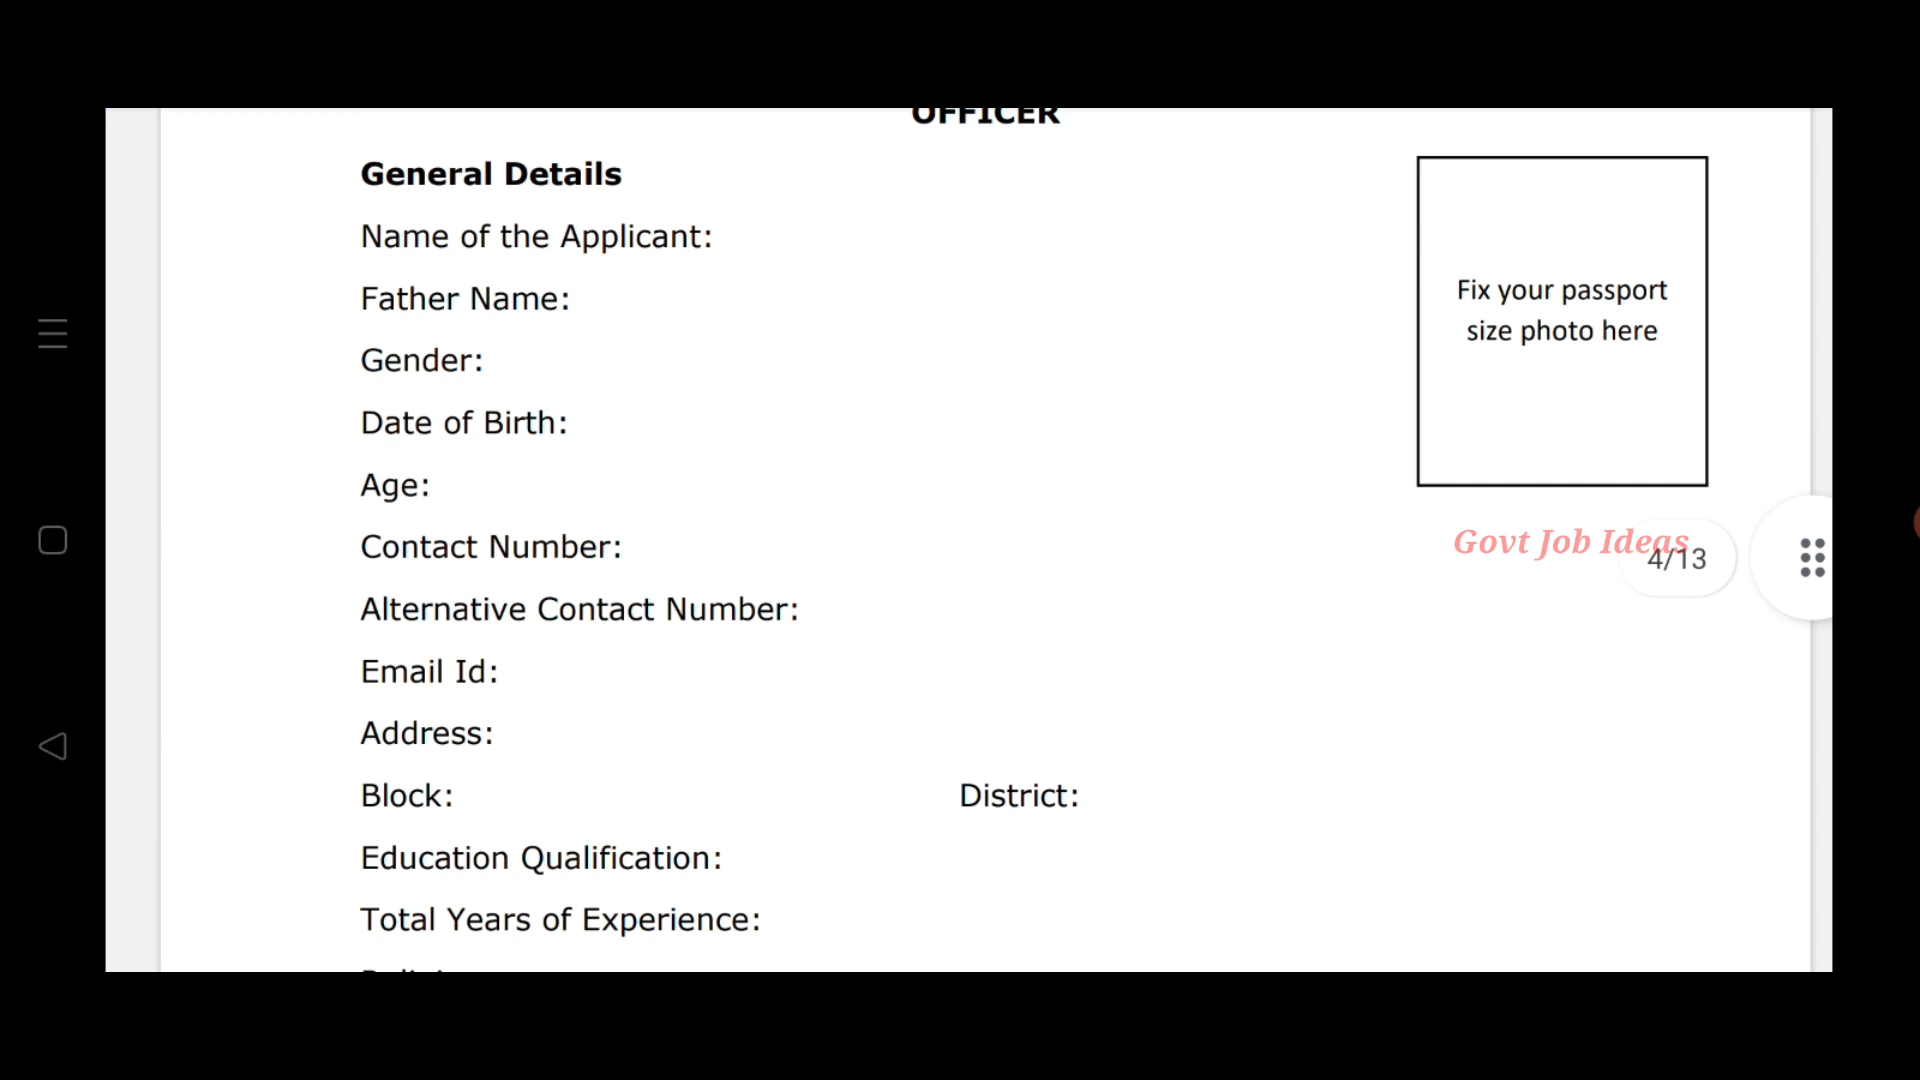 OFFICER
General Details
Name of the Applicant:
Father Name:
Gender:
Date of Birth:
Age:
Contact Number:
Alternative Contact Number:
Email Id:
Address:
Block: District:
Education Qualification:
Total Years of Experience:
Fix your passport
size photo here
Govt Job Ideas
4/13